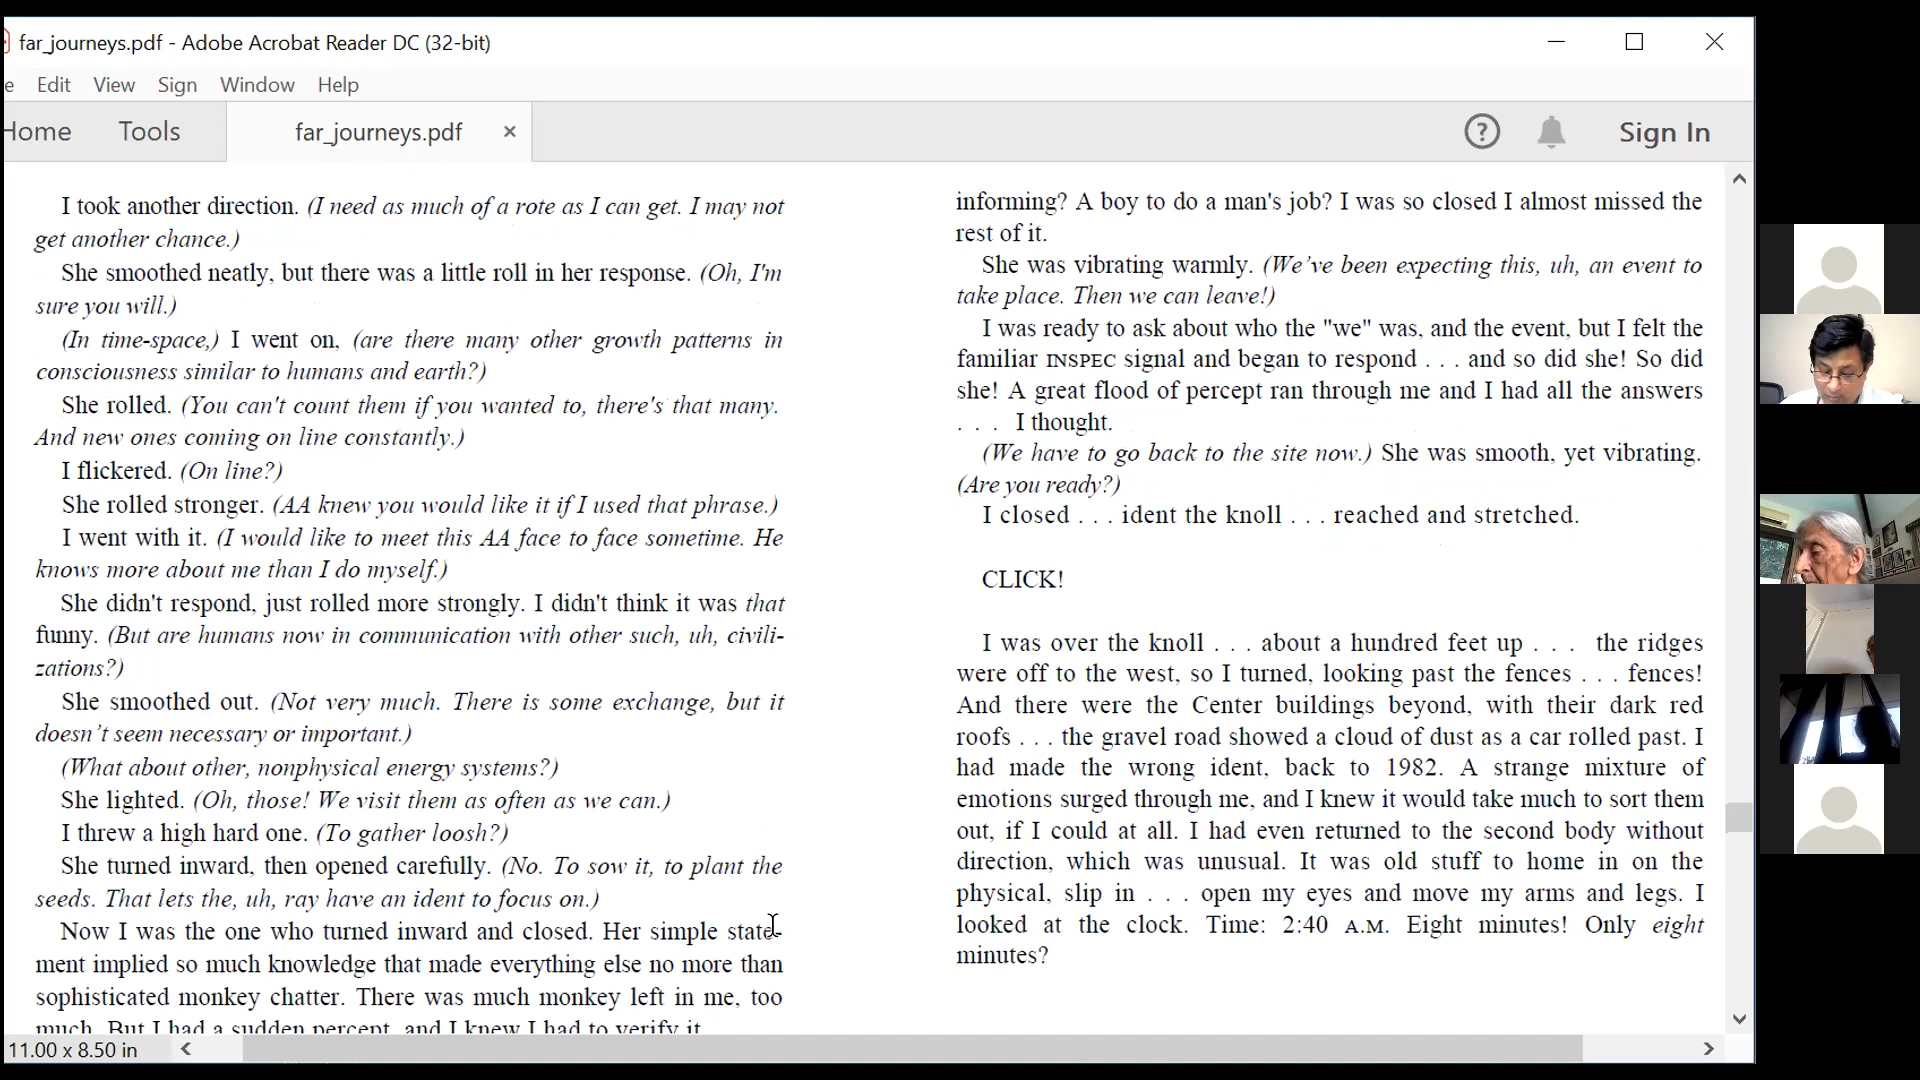 far_journeys.pdf - Adobe Acrobat Reader DC (32-bit)
e Edit View Sign Window Help
Home Tools far_journeys.pdf × ? Sign In
I took another direction. (I need as much of a rote as I can get. I may not
get another chance.)
She smoothed neatly, but there was a little roll in her response. (Oh, I'm
sure you will.)
(In time-space,) I went on, (are there many other growth patterns in
consciousness similar to humans and earth?)
She rolled. (You can't count them if you wanted to, there's that many.
And new ones coming on line constantly.)
I flickered. (On line?)
She rolled stronger. (AA knew you would like it if I used that phrase.)
I went with it. (I would like to meet this AA face to face sometime. He
knows more about me than I do myself.)
She didn't respond, just rolled more strongly. I didn't think it was that
funny. (But are humans now in communication with other such, uh, civili-
zations?)
She smoothed out. (Not very much. There is some exchange, but it
doesn't seem necessary or important.)
(What about other, nonphysical energy systems?)
She lighted. (Oh, those! We visit them as often as we can.)
I threw a high hard one. (To gather loosh?)
She turned inward, then opened carefully. (No. To sow it, to plant the
seeds. That lets the, uh, ray have an ident to focus on.)
Now I was the one who turned inward and closed. Her simple state-
ment implied so much knowledge that made everything else no more than
sophisticated monkey chatter. There was much monkey left in me, too
much. But I had a sudden percept, and I knew I had to verify it.
informing? A boy to do a man's job? I was so closed I almost missed the
rest of it.
She was vibrating warmly. (We've been expecting this, uh, an event to
take place. Then we can leave!)
I was ready to ask about who the "we" was, and the event, but I felt the
familiar INSPEC signal and began to respond . . . and so did she! So did
she! A great flood of percept ran through me and I had all the answers
. . . I thought.
(We have to go back to the site now.) She was smooth, yet vibrating.
(Are you ready?)
I closed . . . ident the knoll . . . reached and stretched.
CLICK!
I was over the knoll . . . about a hundred feet up . . . the ridges
were off to the west, so I turned, looking past the fences . . . fences!
And there were the Center buildings beyond, with their dark red
roofs . . . the gravel road showed a cloud of dust as a car rolled past. I
had made the wrong ident, back to 1982. A strange mixture of
emotions surged through me, and I knew it would take much to sort them
out, if I could at all. I had even returned to the second body without
direction, which was unusual. It was old stuff to home in on the
physical, slip in . . . open my eyes and move my arms and legs. I
looked at the clock. Time: 2:40 A.M. Eight minutes! Only eight
minutes?
11.00 x 8.50 in